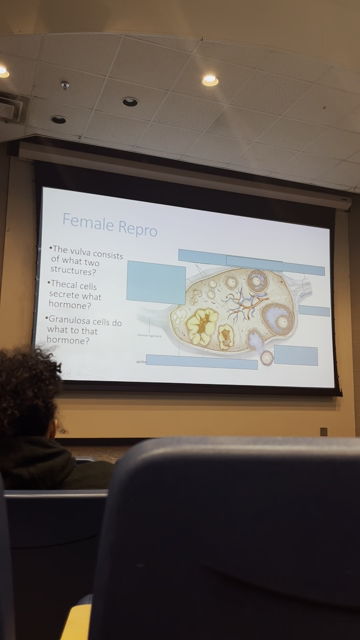 Female Repro
•The vulva consists
of what two
structures?
•Thecal cells
secrete what
hormone?
•Granulosa cells do
what to that
hormone?